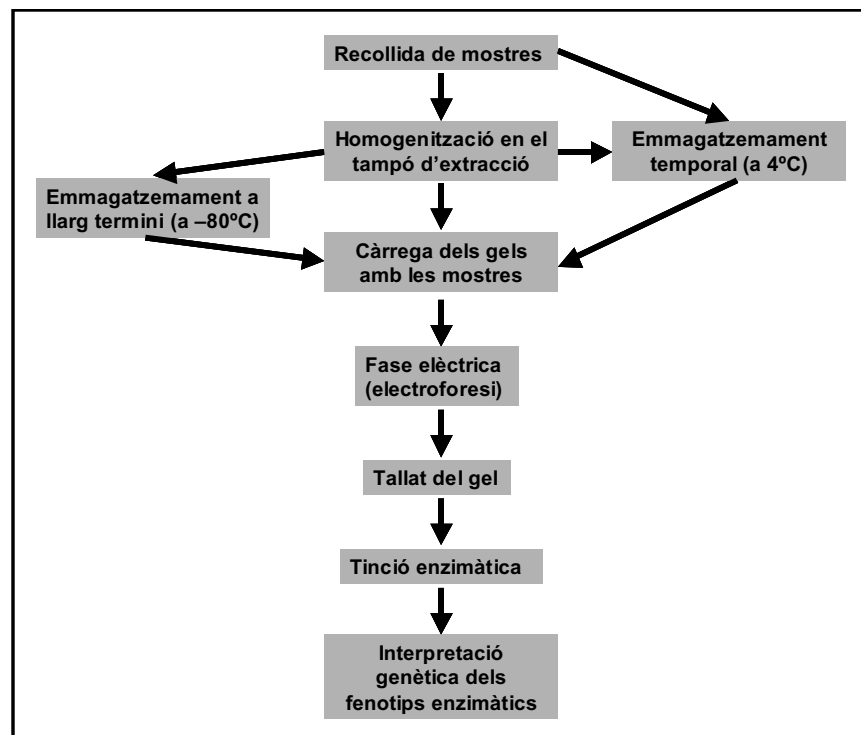 Recollida de mostres
Homogenització en el
tampó d'extracció
Emmagatzemament
temporal (a 4ºC)
Emmagatzemament a
llarg termini (a –80ºC)
Càrrega dels gels
amb les mostres
Fase elèctrica
(electroforesi)
Tallat del gel
Tinció enzimàtica
Interpretació
genètica dels
fenotips enzimàtics